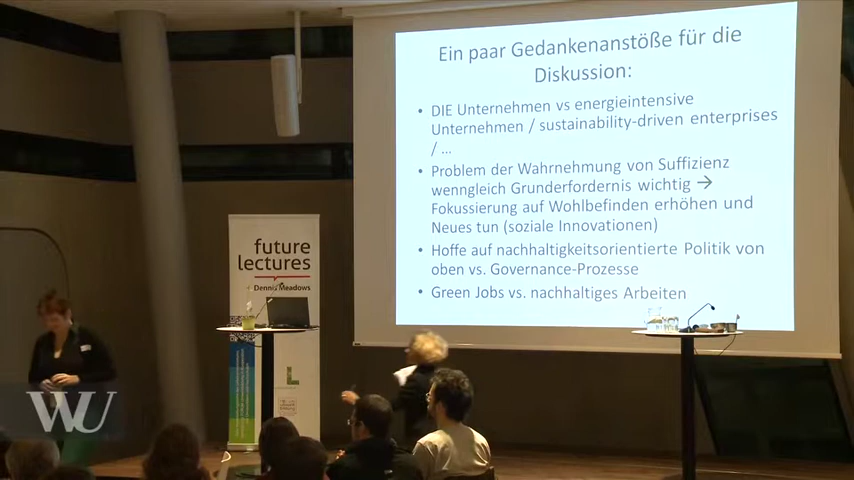 Ein paar Gedankenanstöße für die
Diskussion:
• DIE Unternehmen vs energieintensive
Unternehmen / sustainability-driven enterprises
/ ...
• Problem der Wahrnehmung von Suffizienz
wenngleich Grunderfordernis wichtig →
Fokussierung auf Wohlbefinden erhöhen und
Neues tun (soziale Innovationen)
• Hoffe auf nachhaltigkeitsorientierte Politik von
oben vs. Governance-Prozesse
• Green Jobs vs. nachhaltiges Arbeiten
future
lectures
Dennis Meadows
WU